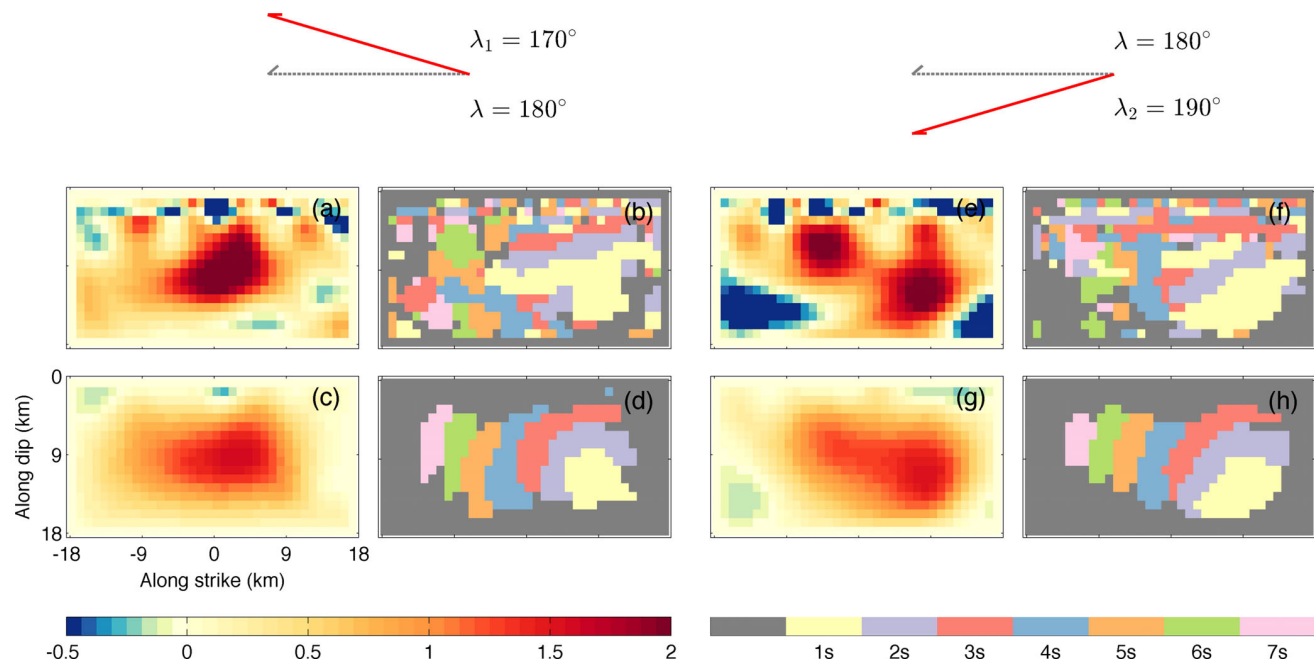 λ₁ = 170°
λ = 180°
λ = 180°
λ₂ = 190°
(a)
(b)
(e)
(f)
(c)
(d)
(g)
(h)
0
9
18
Along dip (km)
-18 -9 0 9 18
Along strike (km)
-0.5 0 0.5 1 1.5 2
1s 2s 3s 4s 5s 6s 7s